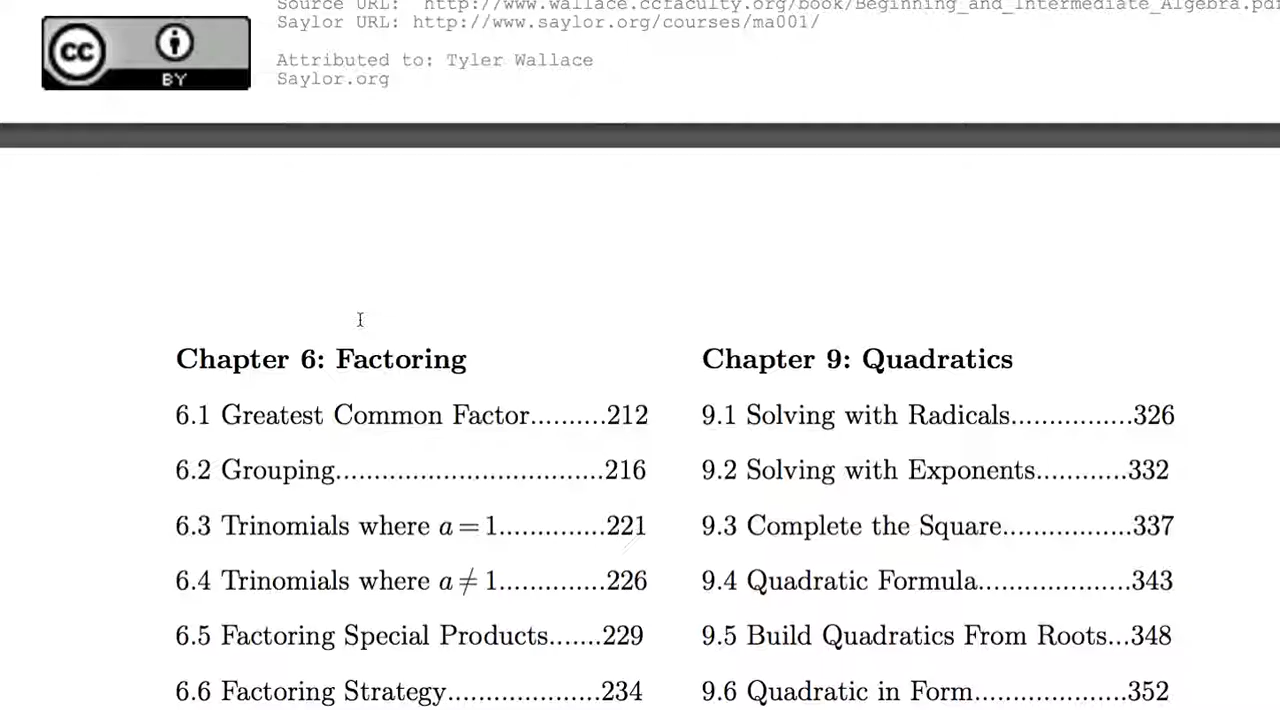 Source URL: http://www.wallace.ccfaculty.org/book/Beginning_and_Intermediate_Algebra.pdf
Saylor URL: http://www.saylor.org/courses/ma001/
cc
BY
Attributed to: Tyler Wallace
Saylor.org
Chapter 6: Factoring
6.1 Greatest Common Factor..........212
6.2 Grouping.............................216
6.3 Trinomials where a = 1..............221
6.4 Trinomials where a ≠ 1..............226
6.5 Factoring Special Products.......229
6.6 Factoring Strategy....................234
Chapter 9: Quadratics
9.1 Solving with Radicals................326
9.2 Solving with Exponents............332
9.3 Complete the Square.................337
9.4 Quadratic Formula....................343
9.5 Build Quadratics From Roots...348
9.6 Quadratic in Form....................352